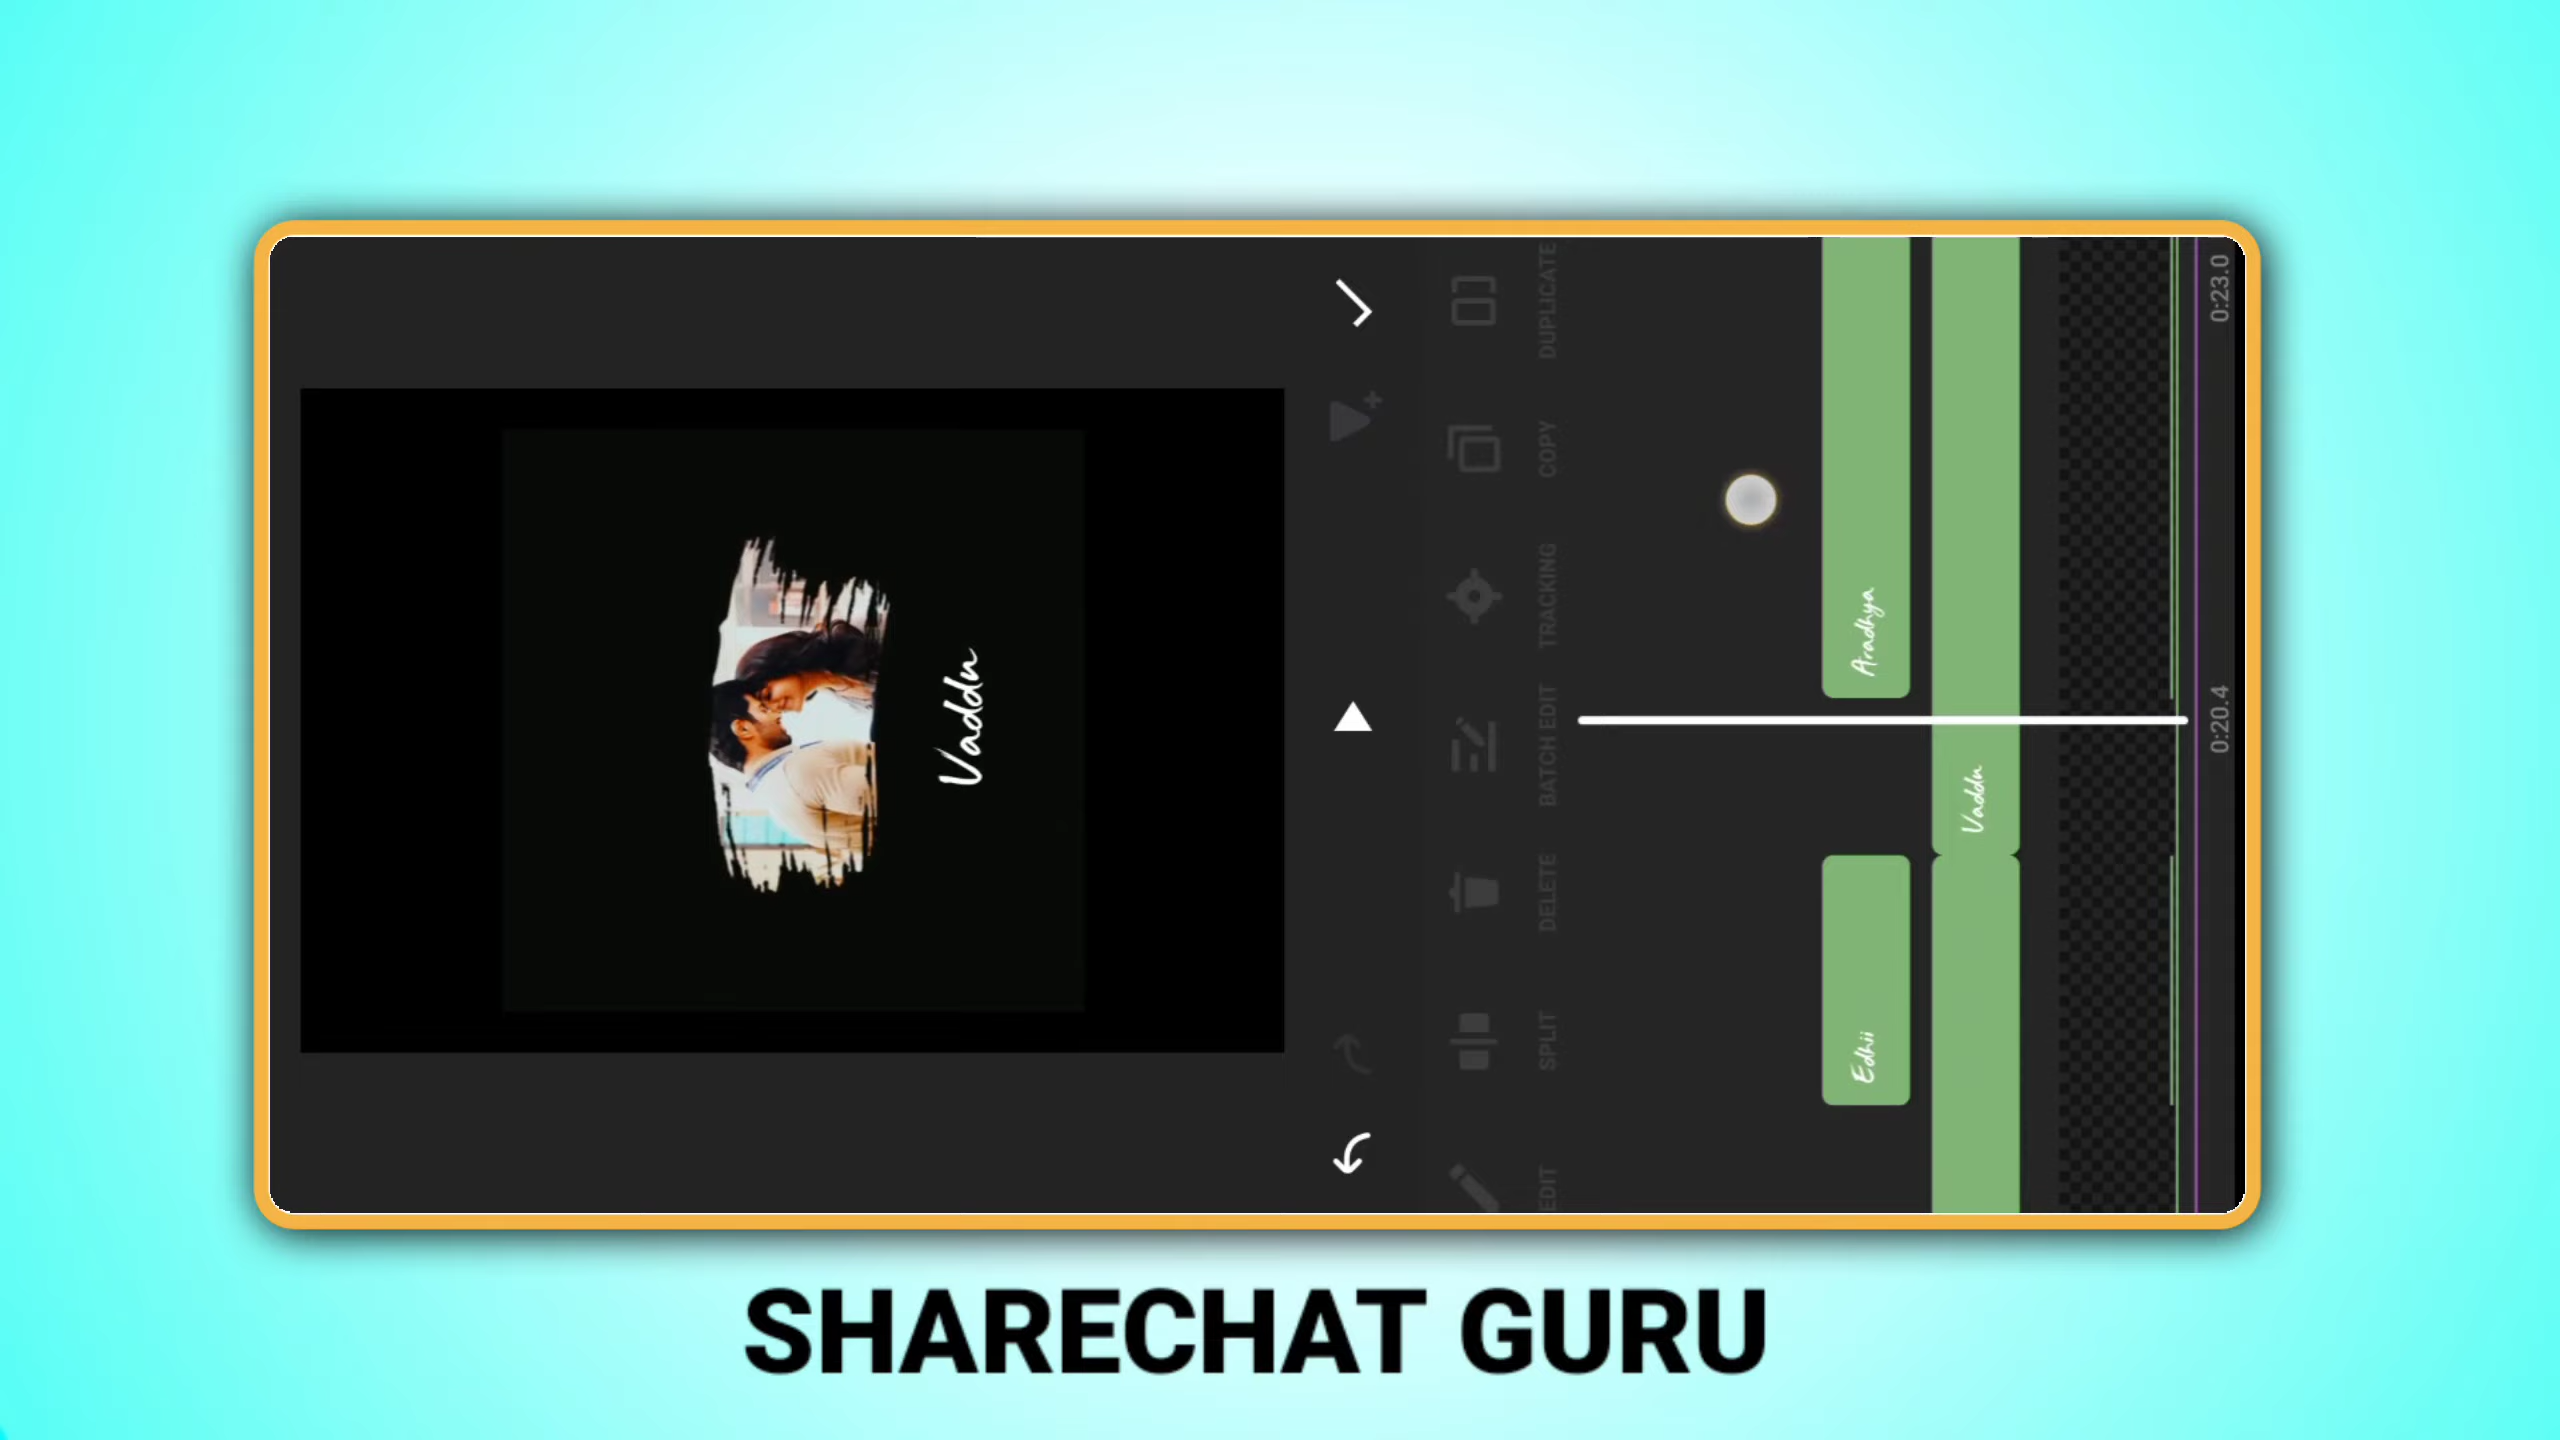 Vaddu
EDIT
SPLIT
DELETE
BATCH EDIT
TRACKING
COPY
DUPLICATE
Edhii
Aradhya
Vaddu
0:20.4
0:23.0
SHARECHAT GURU